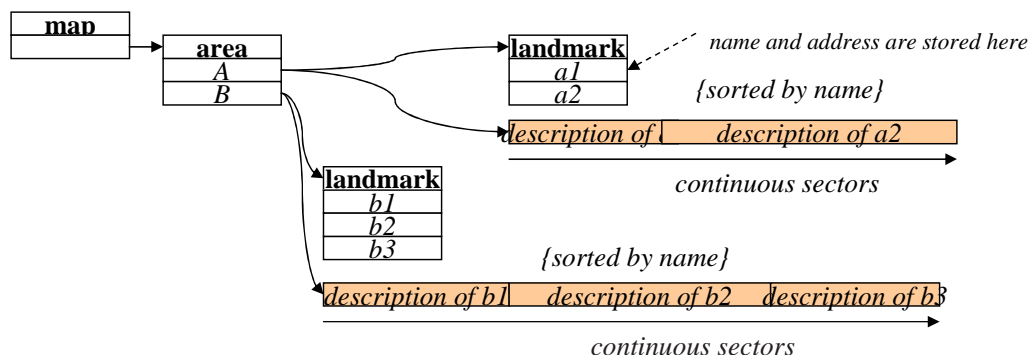 map
area
A
B
landmark
a1
a2
name and address are stored here
{sorted by name}
description of
description of a2
continuous sectors
landmark
b1
b2
b3
{sorted by name}
description of b1
description of b2
description of b3
continuous sectors